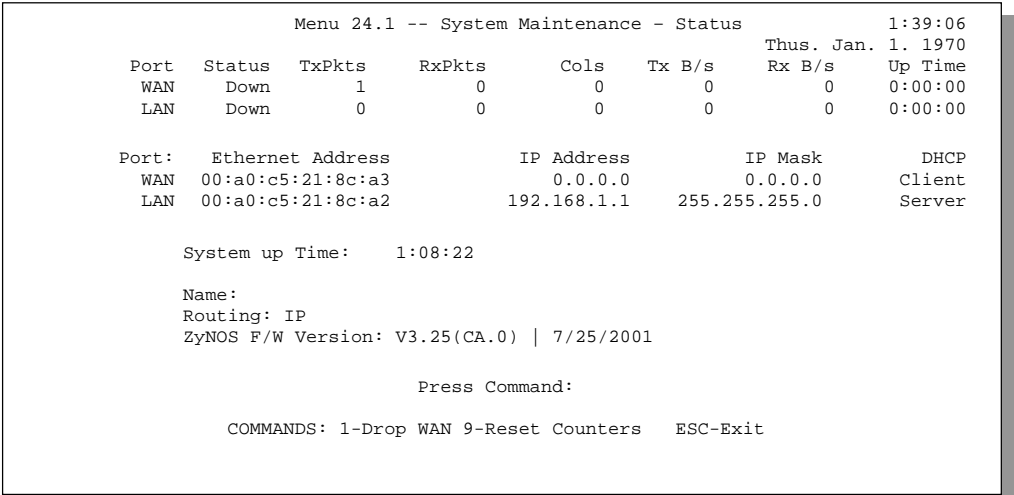 Menu 24.1 -- System Maintenance – Status 1:39:06
Thus. Jan. 1. 1970
Port Status TxPkts RxPkts Cols Tx B/s Rx B/s Up Time
WAN Down 1 0 0 0 0 0:00:00
LAN Down 0 0 0 0 0 0:00:00
Port: Ethernet Address IP Address IP Mask DHCP
WAN 00:a0:c5:21:8c:a3 0.0.0.0 0.0.0.0 Client
LAN 00:a0:c5:21:8c:a2 192.168.1.1 255.255.255.0 Server
System up Time: 1:08:22
Name:
Routing: IP
ZyNOS F/W Version: V3.25(CA.0) | 7/25/2001
Press Command:
COMMANDS: 1-Drop WAN 9-Reset Counters ESC-Exit